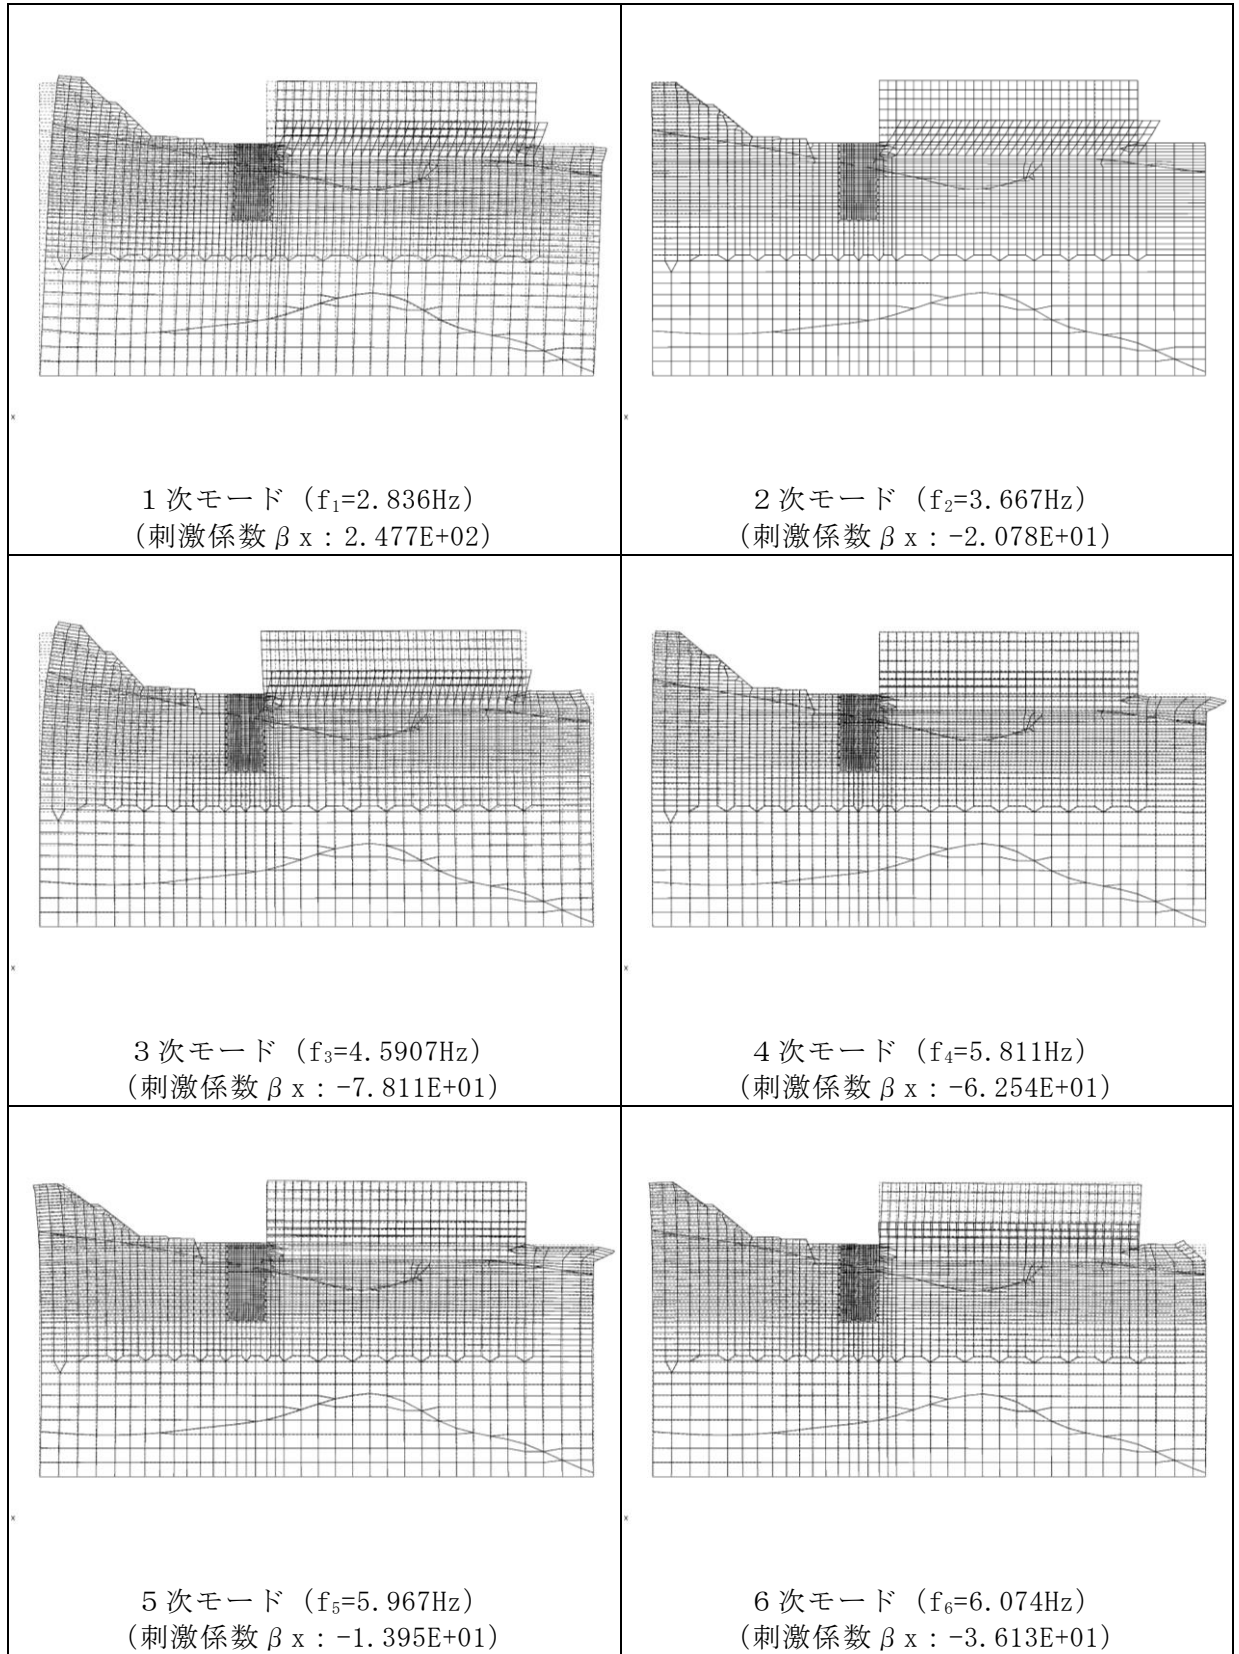 1次モード (f₁=2.836Hz)
(刺激係数βx:2.477E+02)
2次モード (f₂=3.667Hz)
(刺激係数βx:-2.078E+01)
3次モード (f₃=4.5907Hz)
(刺激係数βx:-7.811E+01)
4次モード (f₄=5.811Hz)
(刺激係数βx:-6.254E+01)
5次モード (f₅=5.967Hz)
(刺激係数βx:-1.395E+01)
6次モード (f₆=6.074Hz)
(刺激係数βx:-3.613E+01)